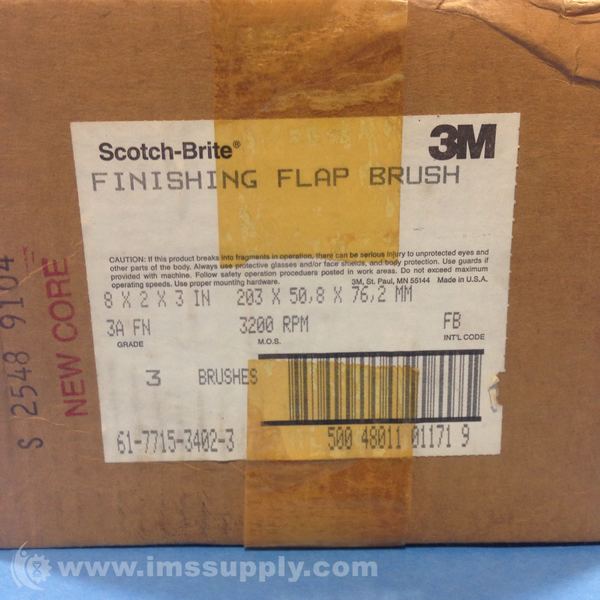 Scotch-Brite®
3M
FINISHING FLAP BRUSH
CAUTION: If this product breaks into fragments in operation, there can be serious injury to unprotected eyes and
other parts of the body. Always use protective glasses and/or face shields, and body protection. Use guards if
provided with machine. Follow safety operation proceduers posted in work areas. Do not exceed maximum
operating speeds. Use proper mounting hardware. 3M, St. Paul, MN 55144 Made in U.S.A.
8 X 2 X 3 IN 203 X 50,8 X 76,2 MM
3A FN 3200 RPM FB
GRADE M.O.S. INT'L CODE
3 BRUSHES
61-7715-3402-3 500 48011 01171 9
S 2548 9104
NEW CORE
www.imssupply.com